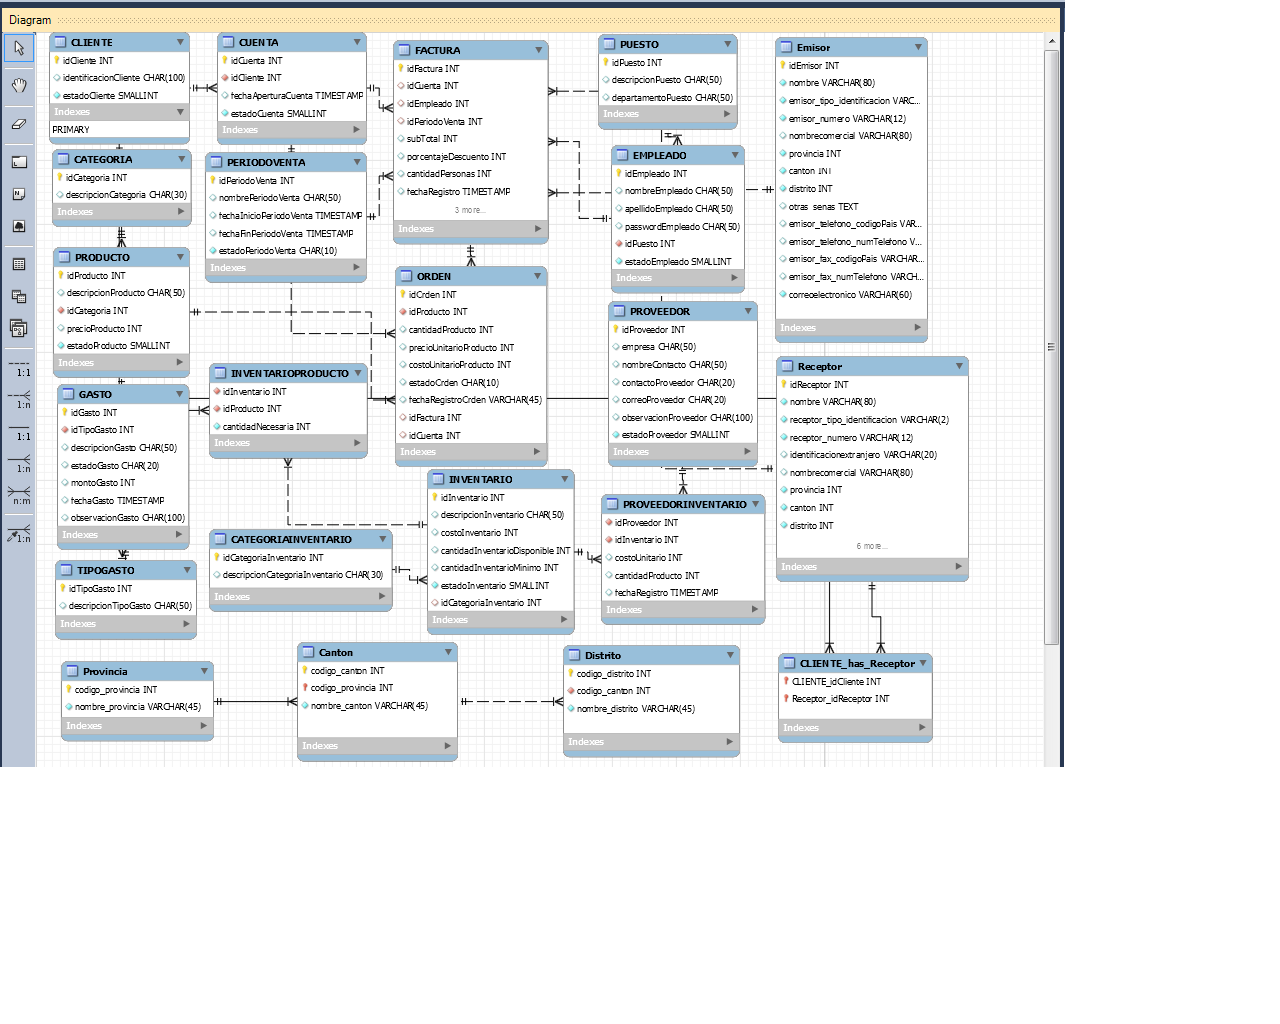 Diagram
CLIENTE
idCliente INT
identificacionCliente CHAR(100)
estadoCliente SMALLINT
Indexes
PRIMARY
CUENTA
idCuenta INT
idCliente INT
fechaAperturaCuenta TIMESTAMP
estadoCuenta SMALLINT
Indexes
FACTURA
idFactura INT
idCuenta INT
idEmpleado INT
idPeriodoVenta INT
subTotal INT
porcentajeDescuento INT
cantidadPersonas INT
fechaRegistro TIMESTAMP
3 more...
Indexes
PUESTO
idPuesto INT
descripcionPuesto CHAR(50)
departamentoPuesto CHAR(50)
Indexes
Emisor
idEmisor INT
nombre VARCHAR(80)
emisor_tipo_identificacion VARC...
emisor_numero VARCHAR(12)
nombrecomercial VARCHAR(80)
provincia INT
canton INT
distrito INT
otras_senas TEXT
emisor_telefono_codigoPais VAR...
emisor_telefono_numTelefono V...
emisor_fax_codigoPais VARCHAR...
emisor_fax_numTelefono VARCH...
correoelectronico VARCHAR(60)
Indexes
CATEGORIA
idCategoria INT
descripcionCategoria CHAR(30)
Indexes
PERIODOVENTA
idPeriodoVenta INT
nombrePeriodoVenta CHAR(50)
fechaInicioPeriodoVenta TIMESTAMP
fechaFinPeriodoVenta TIMESTAMP
estadoPeriodoVenta CHAR(10)
Indexes
EMPLEADO
idEmpleado INT
nombreEmpleado CHAR(50)
apellidoEmpleado CHAR(50)
passwordEmpleado CHAR(50)
idPuesto INT
estadoEmpleado SMALLINT
Indexes
PRODUCTO
idProducto INT
descripcionProducto CHAR(50)
idCategoria INT
precioProducto INT
estadoProducto SMALLINT
Indexes
ORDEN
idOrden INT
idProducto INT
cantidadProducto INT
precioUnitarioProducto INT
costoUnitarioProducto INT
estadoOrden CHAR(10)
fechaRegistroOrden VARCHAR(45)
idFactura INT
idCuenta INT
Indexes
PROVEEDOR
idProveedor INT
empresa CHAR(50)
nombreContacto CHAR(50)
contactoProveedor CHAR(20)
correoProveedor CHAR(20)
observacionProveedor CHAR(100)
estadoProveedor SMALLINT
Indexes
Receptor
idReceptor INT
nombre VARCHAR(80)
receptor_tipo_identificacion VARCHAR(2)
receptor_numero VARCHAR(12)
identificacionextranjero VARCHAR(20)
nombrecomercial VARCHAR(80)
provincia INT
canton INT
distrito INT
6 more...
Indexes
GASTO
idGasto INT
idTipoGasto INT
descripcionGasto CHAR(50)
estadoGasto CHAR(20)
montoGasto INT
fechaGasto TIMESTAMP
observacionGasto CHAR(100)
Indexes
INVENTARIOPRODUCTO
idInventario INT
idProducto INT
cantidadNecesaria INT
Indexes
INVENTARIO
idInventario INT
descripcionInventario CHAR(50)
costoInventario INT
cantidadInventarioDisponible INT
cantidadInventarioMinimo INT
estadoInventario SMALLINT
idCategoriaInventario INT
Indexes
PROVEEDORINVENTARIO
idProveedor INT
idInventario INT
costoUnitario INT
cantidadProducto INT
fechaRegistro TIMESTAMP
Indexes
CATEGORIAINVENTARIO
idCategoriaInventario INT
descripcionCategoriaInventario CHAR(30)
Indexes
TIPOGASTO
idTipoGasto INT
descripcionTipoGasto CHAR(50)
Indexes
Provincia
codigo_provincia INT
nombre_provincia VARCHAR(45)
Indexes
Canton
codigo_canton INT
codigo_provincia INT
nombre_canton VARCHAR(45)
Indexes
Distrito
codigo_distrito INT
codigo_canton INT
nombre_distrito VARCHAR(45)
Indexes
CLIENTE_has_Receptor
CLIENTE_idCliente INT
Receptor_idReceptor INT
Indexes
1:1
1:n
1:1
1:n
n:m
1:n